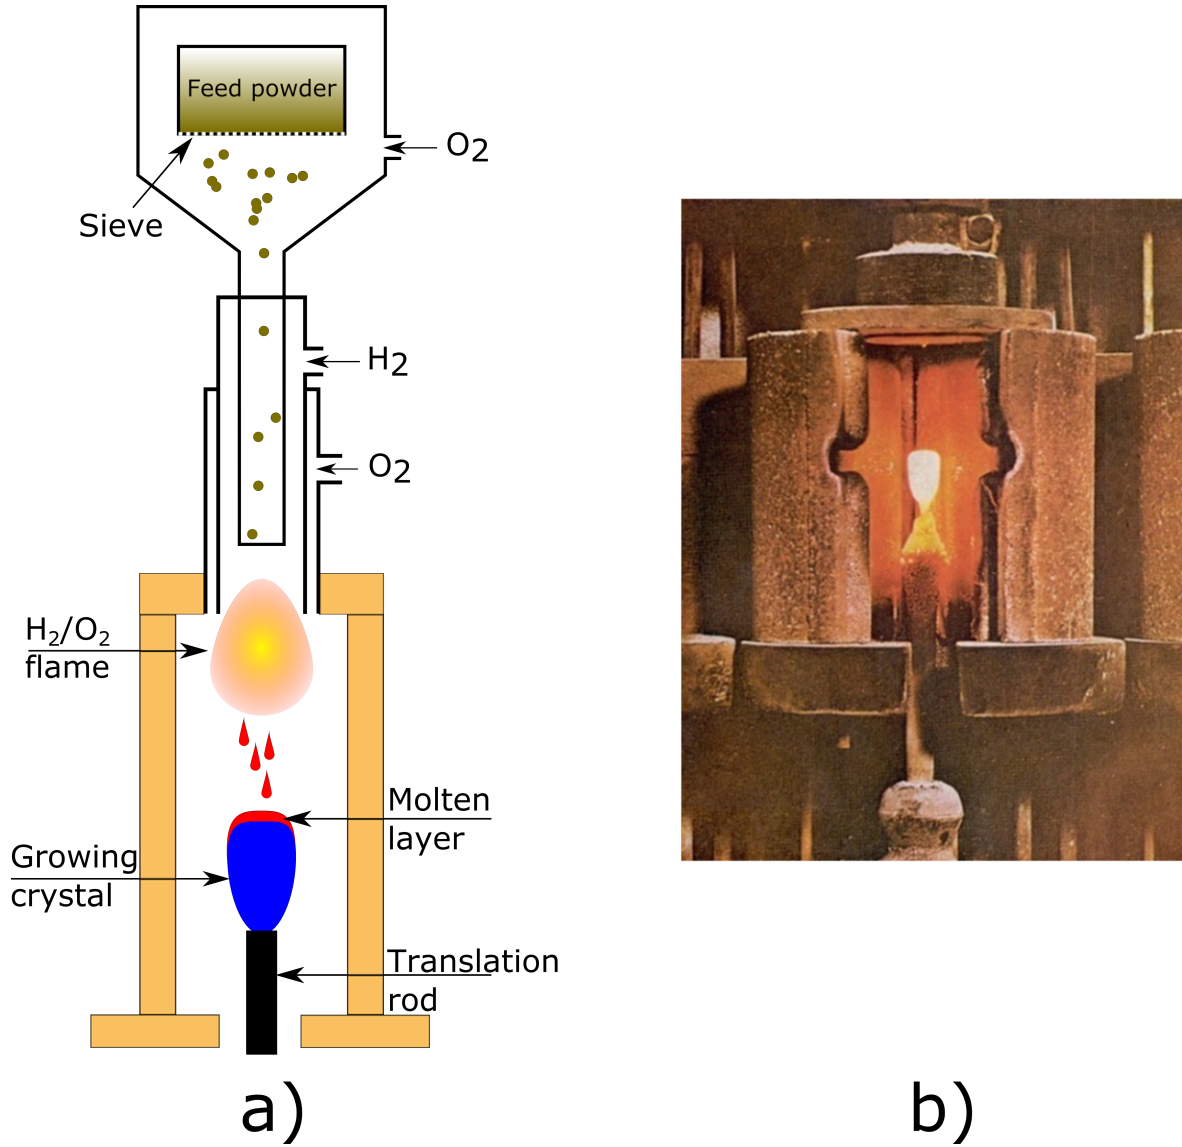 Feed powder
O2
Sieve
H2
O2
H₂/O₂
flame
Molten
layer
Growing
crystal
Translation
rod
a)
b)